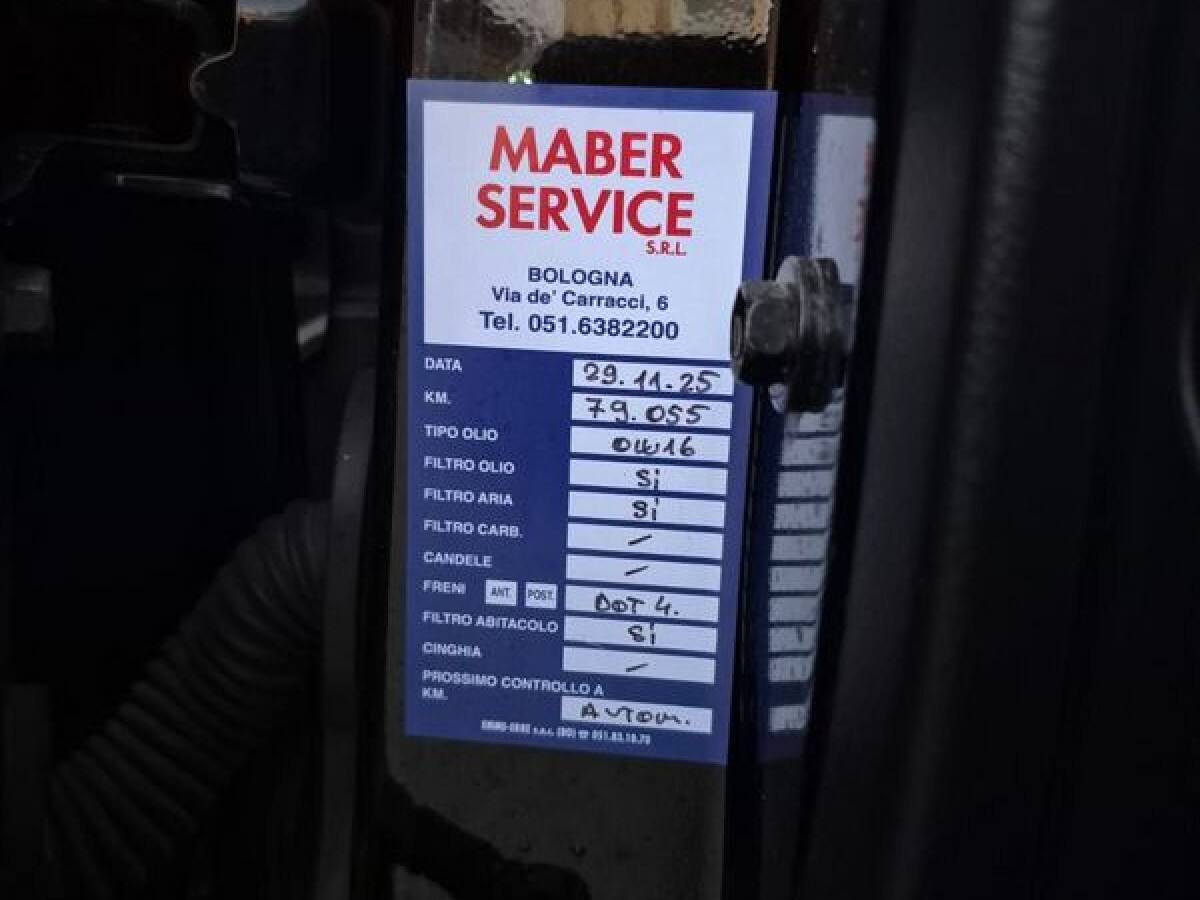 MABER
SERVICE
S.R.L.
BOLOGNA
Via de' Carracci, 6
Tel. 051.6382200
DATA 29.11.25
KM. 79.055
TIPO OLIO 0W16
FILTRO OLIO Si
FILTRO ARIA Si
FILTRO CARB. /
CANDELE /
FRENI ANT. POST. DOT 4.
FILTRO ABITACOLO Si
CINGHIA /
PROSSIMO CONTROLLO A
KM. AUTOM.